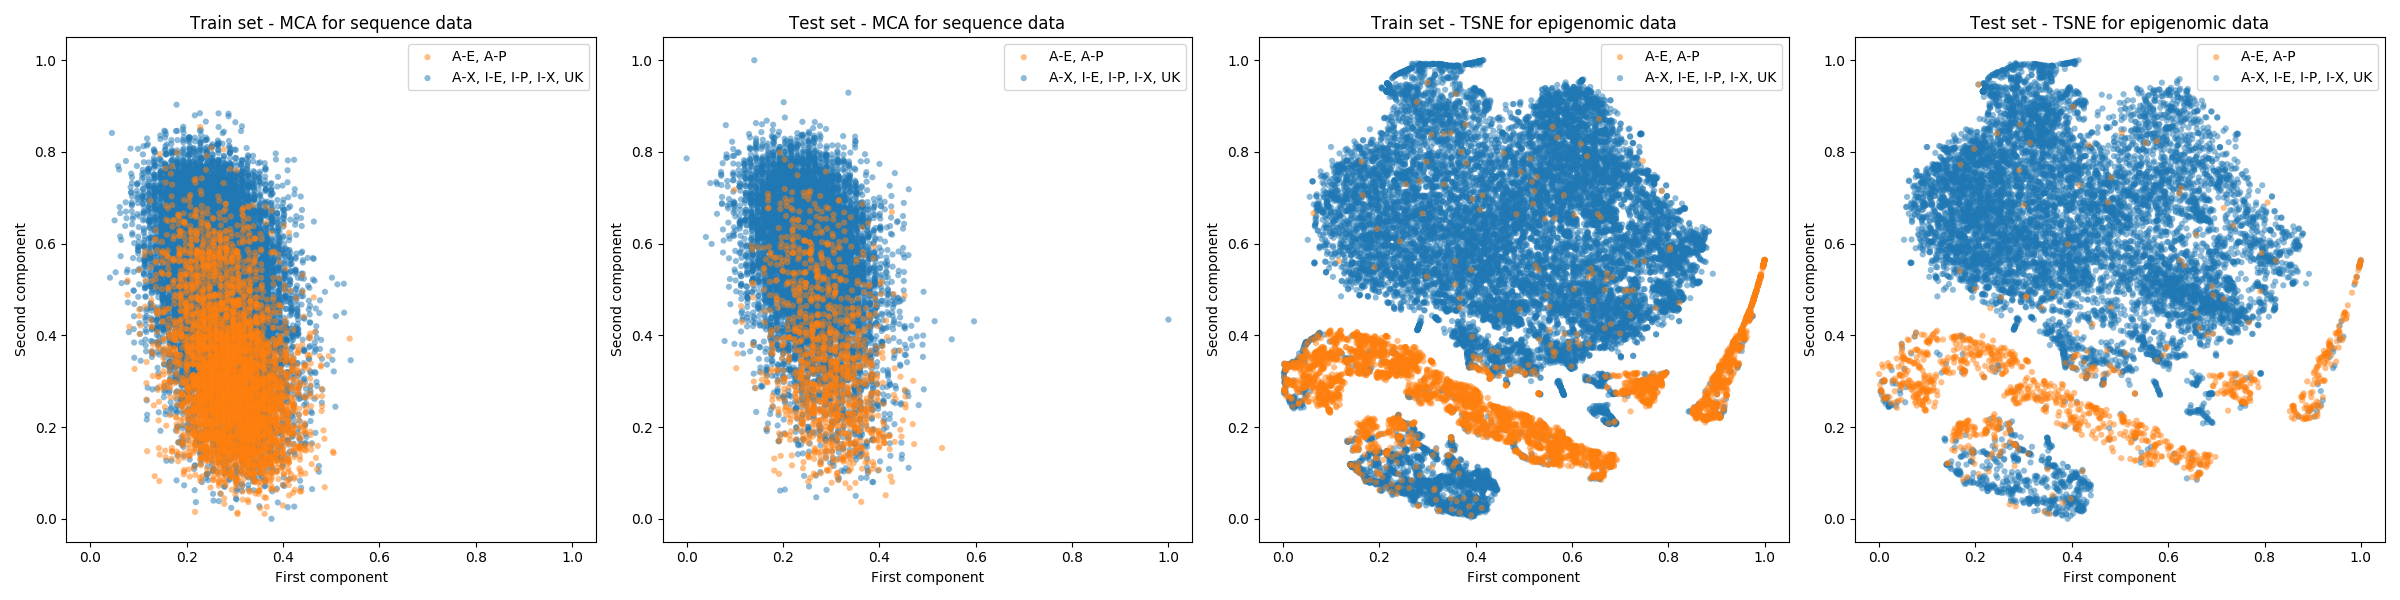 Train set - MCA for sequence data
A-E, A-P
A-X, I-E, I-P, I-X, UK
1.0
0.8
0.6
0.4
0.2
0.0
Second component
0.0 0.2 0.4 0.6 0.8 1.0
First component
Test set - MCA for sequence data
A-E, A-P
A-X, I-E, I-P, I-X, UK
1.0
0.8
0.6
0.4
0.2
0.0
Second component
0.0 0.2 0.4 0.6 0.8 1.0
First component
Train set - TSNE for epigenomic data
A-E, A-P
A-X, I-E, I-P, I-X, UK
1.0
0.8
0.6
0.4
0.2
0.0
Second component
0.0 0.2 0.4 0.6 0.8 1.0
First component
Test set - TSNE for epigenomic data
A-E, A-P
A-X, I-E, I-P, I-X, UK
1.0
0.8
0.6
0.4
0.2
0.0
Second component
0.0 0.2 0.4 0.6 0.8 1.0
First component